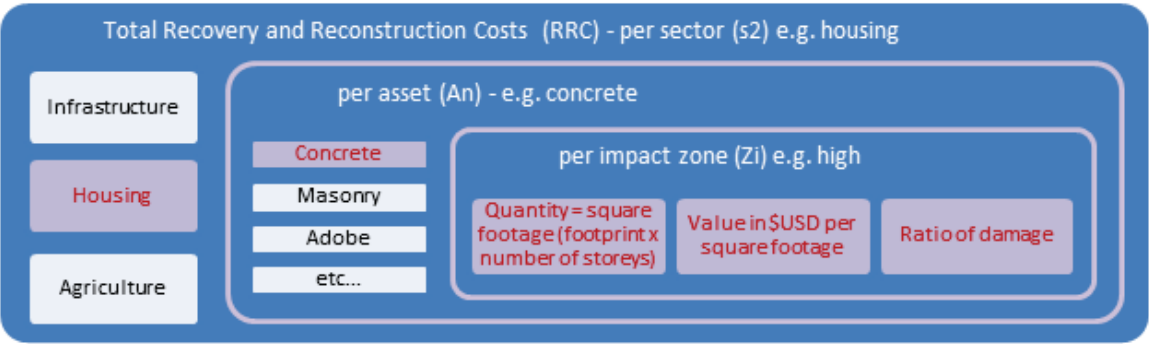 Total Recovery and Reconstruction Costs (RRC) - per sector (s2) e.g. housing
Infrastructure
Housing
Agriculture
per asset (An) - e.g. concrete
Concrete
Masonry
Adobe
etc...
per impact zone (Zi) e.g. high
Quantity = square
footage (footprint x
number of storeys)
Value in $USD per
square footage
Ratio of damage